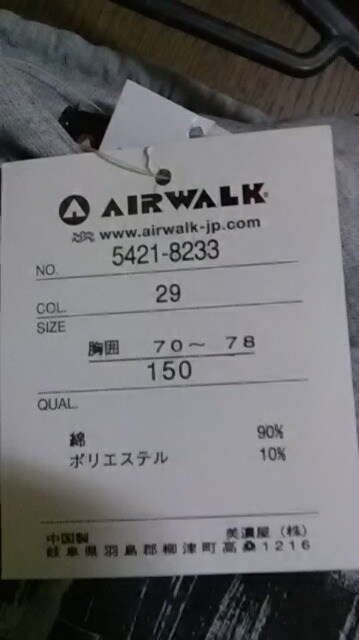 AIRWALK
www.airwalk-jp.com
NO. 5421-8233
COL. 29
SIZE
胸囲 70~ 78
150
QUAL.
綿 90%
ポリエステル 10%
中国製 美濃屋(株)
岐阜県羽島郡柳津町高桑1216